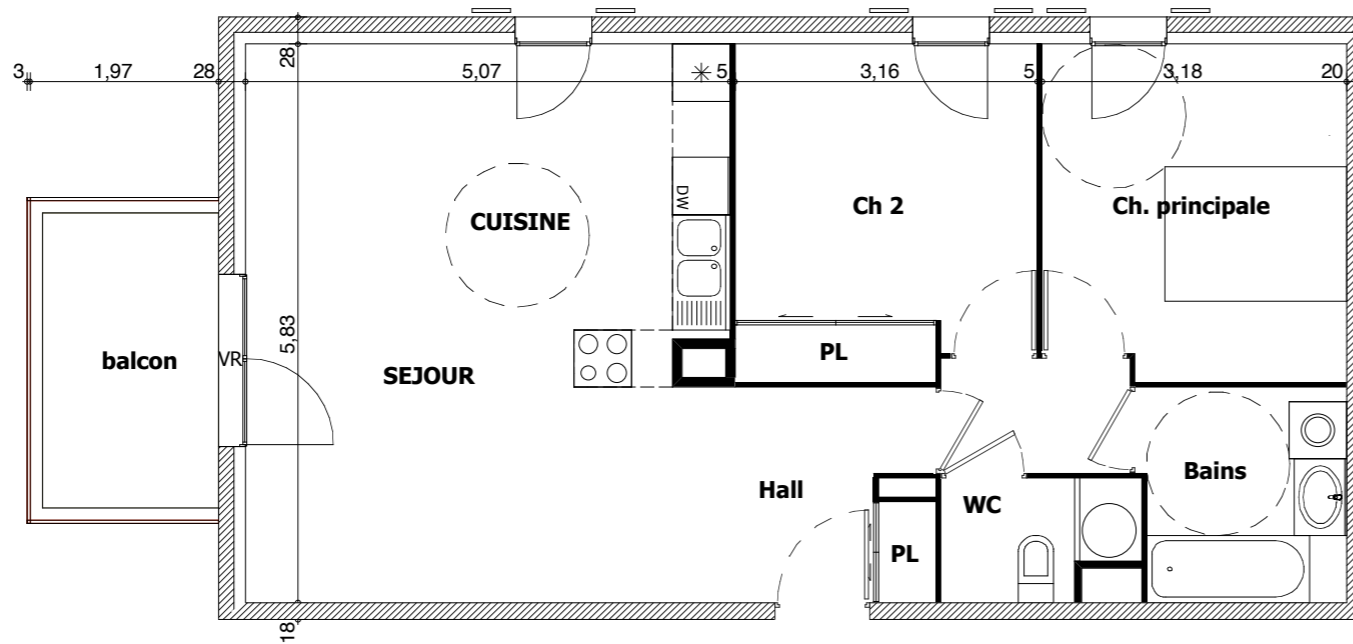 28
3 1,97 28 5,07 5 3,16 5 3,18 20
DW
CUISINE
Ch 2
Ch. principale
5,83
balcon
VR
SEJOUR
PL
Hall
WC
Bains
PL
18